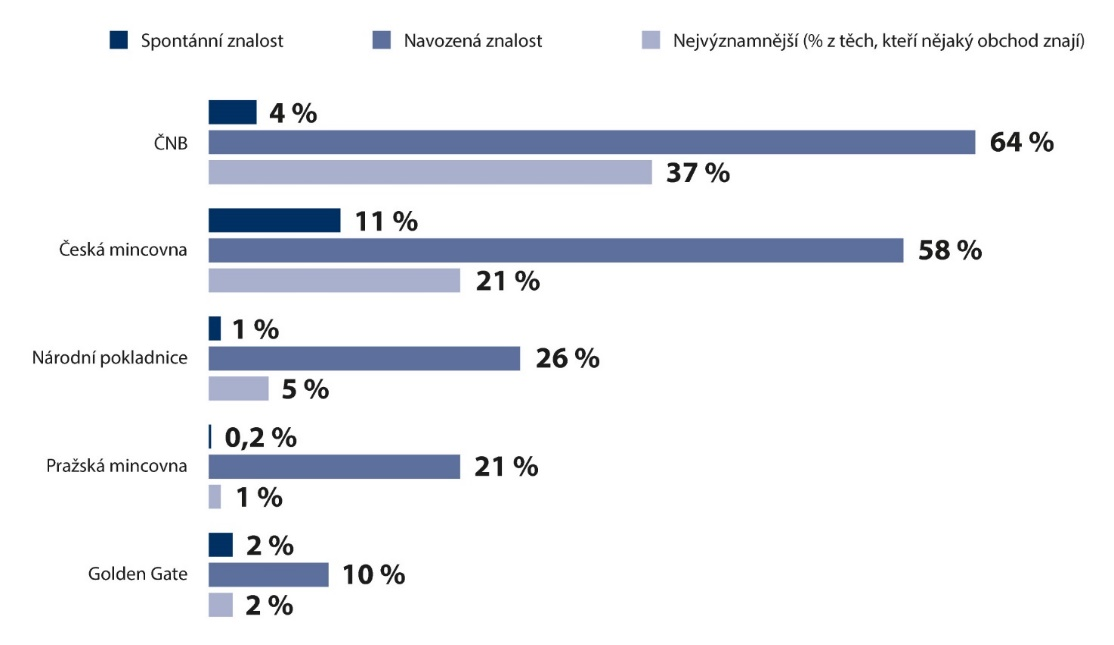 Spontánní znalost Navozená znalost Nejvýznamnější (% z těch, kteří nějaký obchod znají)
4 %
ČNB 64 %
37 %
11 %
Česká mincovna 58 %
21 %
1 %
Národní pokladnice 26 %
5 %
0,2 %
Pražská mincovna 21 %
1 %
2 %
Golden Gate 10 %
2 %